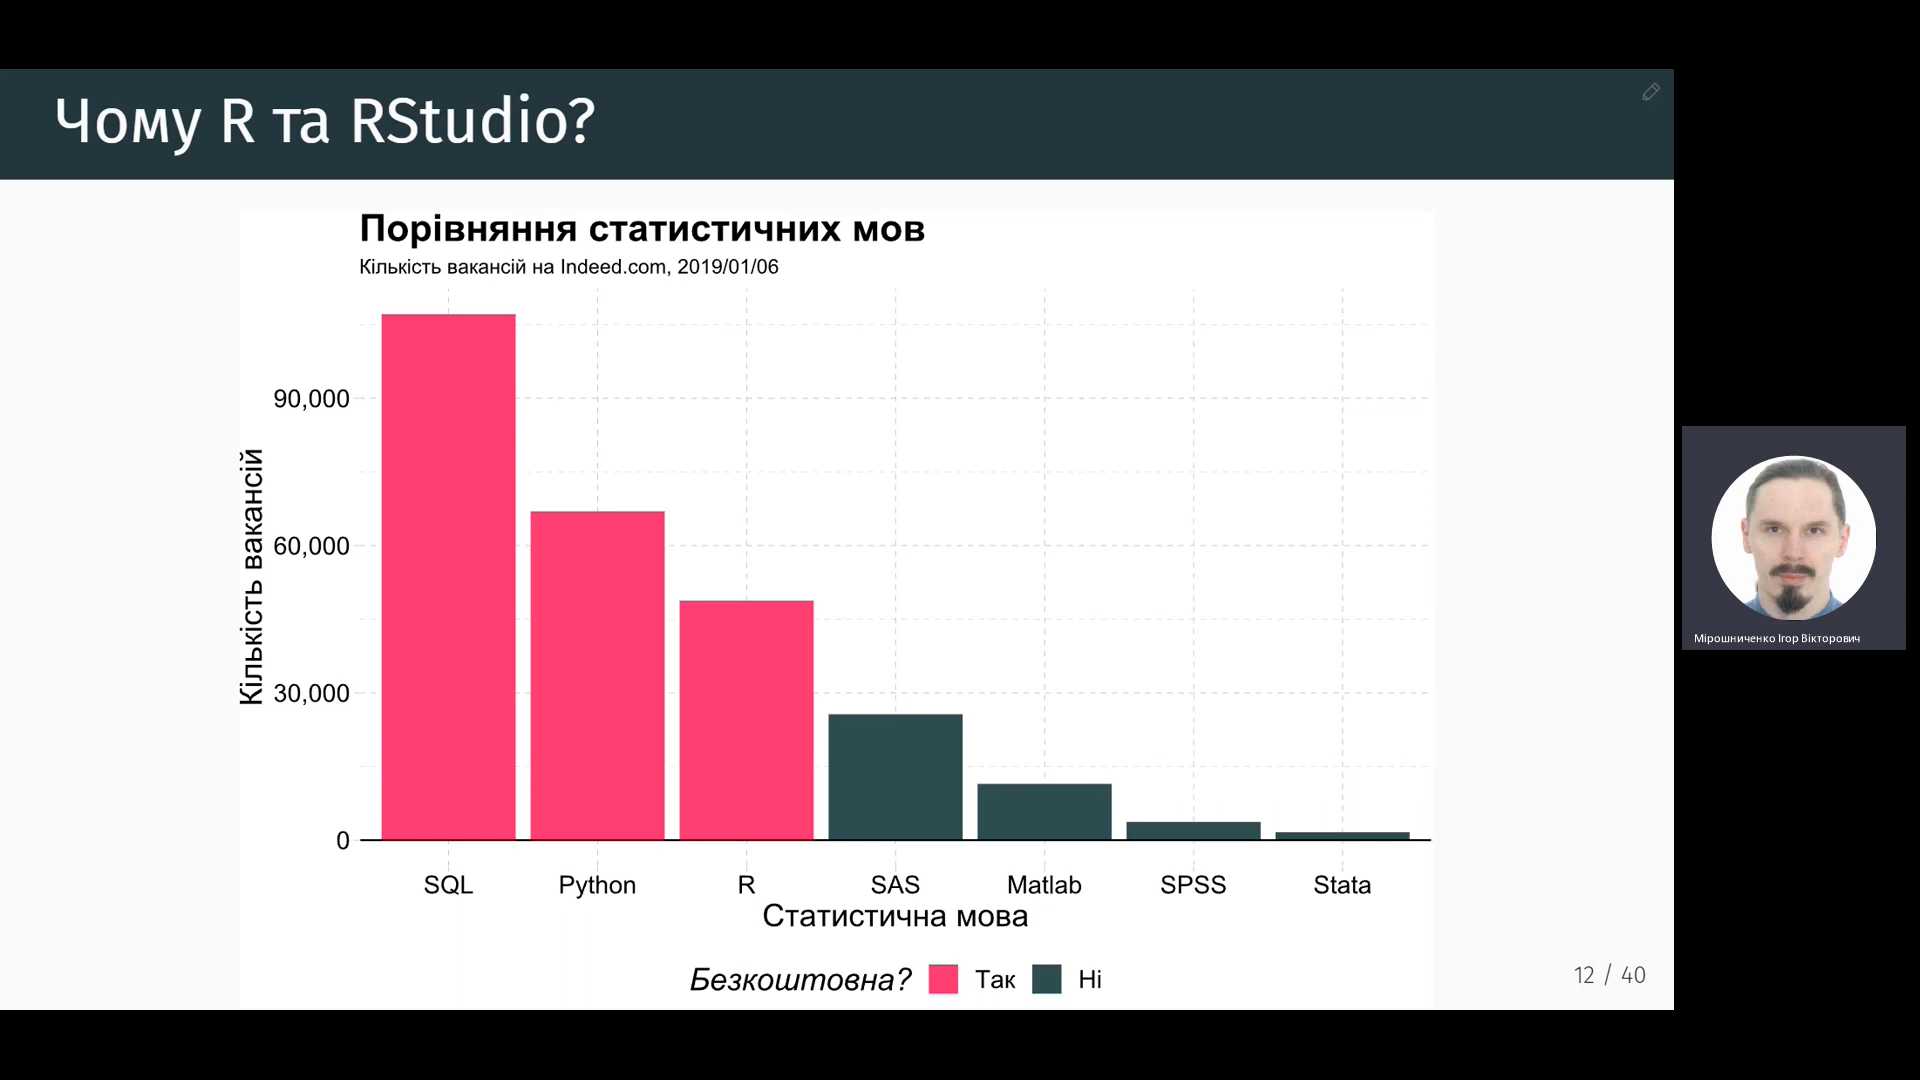 Чому R та RStudio?
Порівняння статистичних мов
Кількість вакансій на Indeed.com, 2019/01/06
Кількість вакансій
90,000
60,000
30,000
0
SQL Python R SAS Matlab SPSS Stata
Статистична мова
Безкоштовна? Так Ні
12 / 40
Мірошниченко Ігор Вікторович